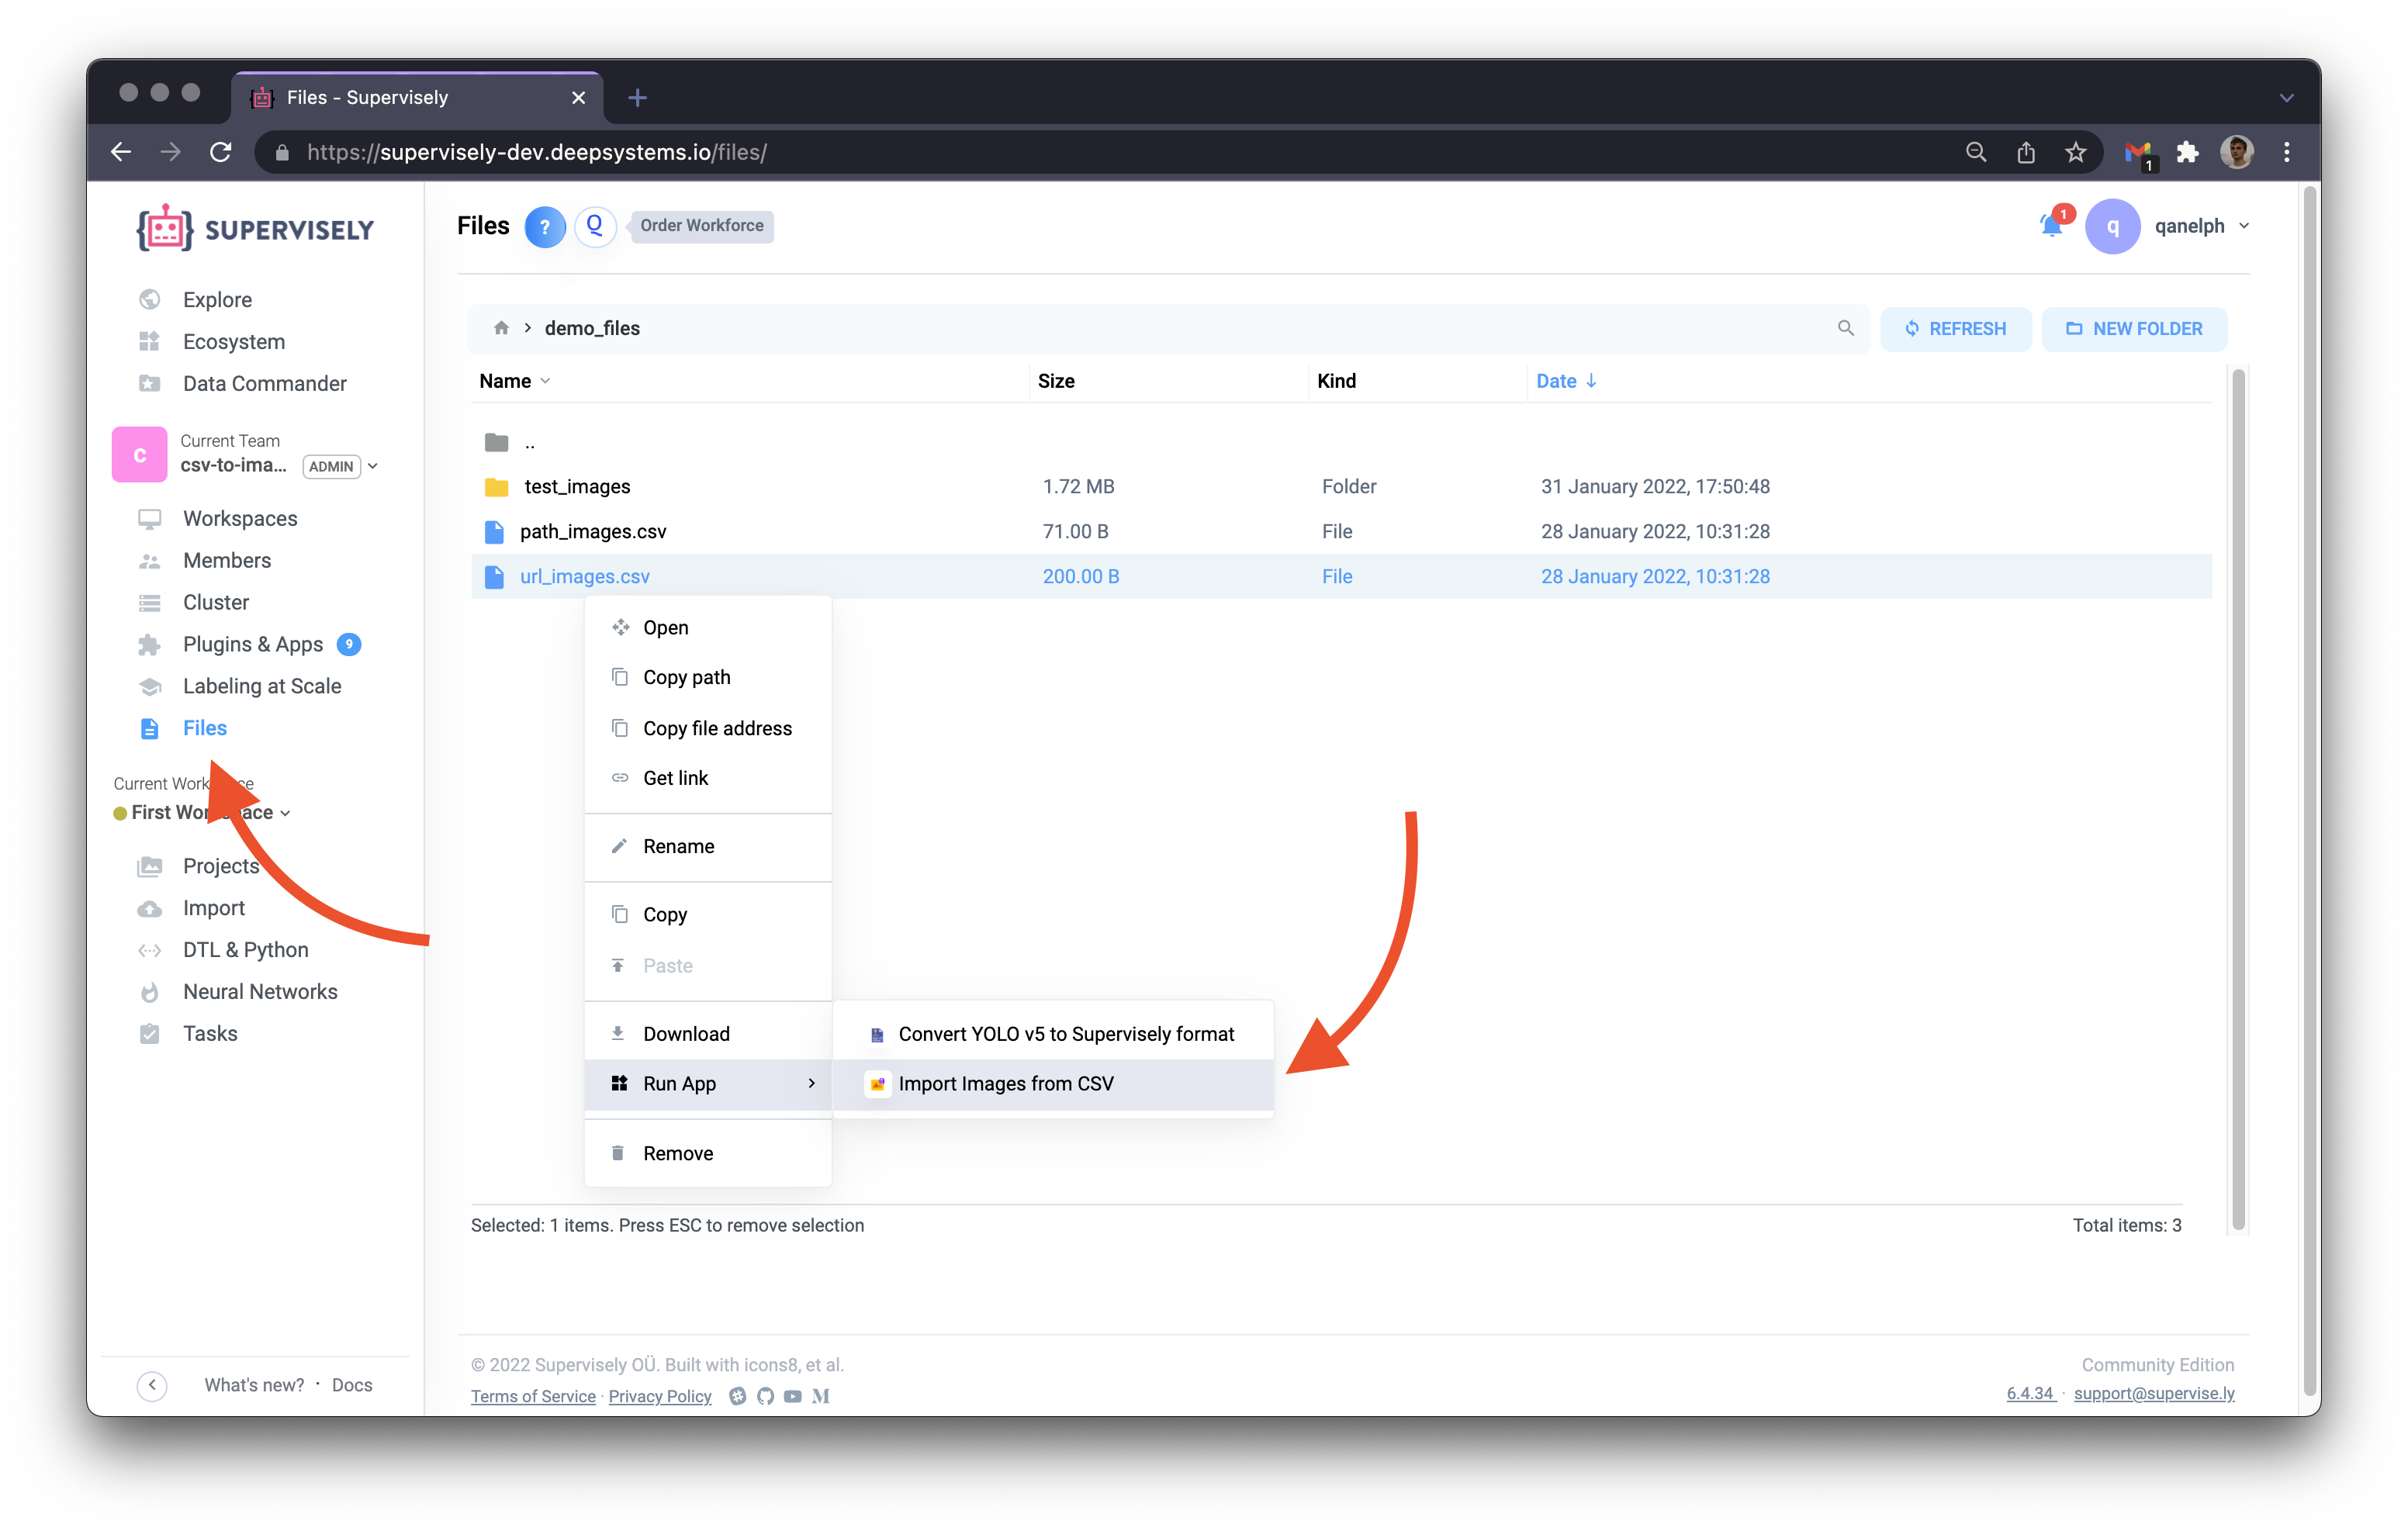 Files - Supervisely
https://supervisely-dev.deepsystems.io/files/
1
SUPERVISELY
Explore
Ecosystem
Data Commander
C
Current Team
csv-to-ima... ADMIN
Workspaces
Members
Cluster
Plugins & Apps 9
Labeling at Scale
Files
First
Projects
Import
DTL & Python
Neural Networks
Tasks
What's new? · Docs
Files ? Q Order Workforce
1 q qanelph
demo_files
REFRESH
NEW FOLDER
Name Size Kind Date
..
test_images 1.72 MB Folder 31 January 2022, 17:50:48
path_images.csv 71.00 B File 28 January 2022, 10:31:28
url_images.csv 200.00 B File 28 January 2022, 10:31:28
Open
Copy path
Copy file address
Get link
Rename
Copy
Paste
Download
Run App
Remove
Convert YOLO v5 to Supervisely format
Import Images from CSV
Selected: 1 items. Press ESC to remove selection
Total items: 3
© 2022 Supervisely OÜ. Built with icons8, et al.
Terms of Service · Privacy Policy
Community Edition
6.4.34 · support@supervise.ly